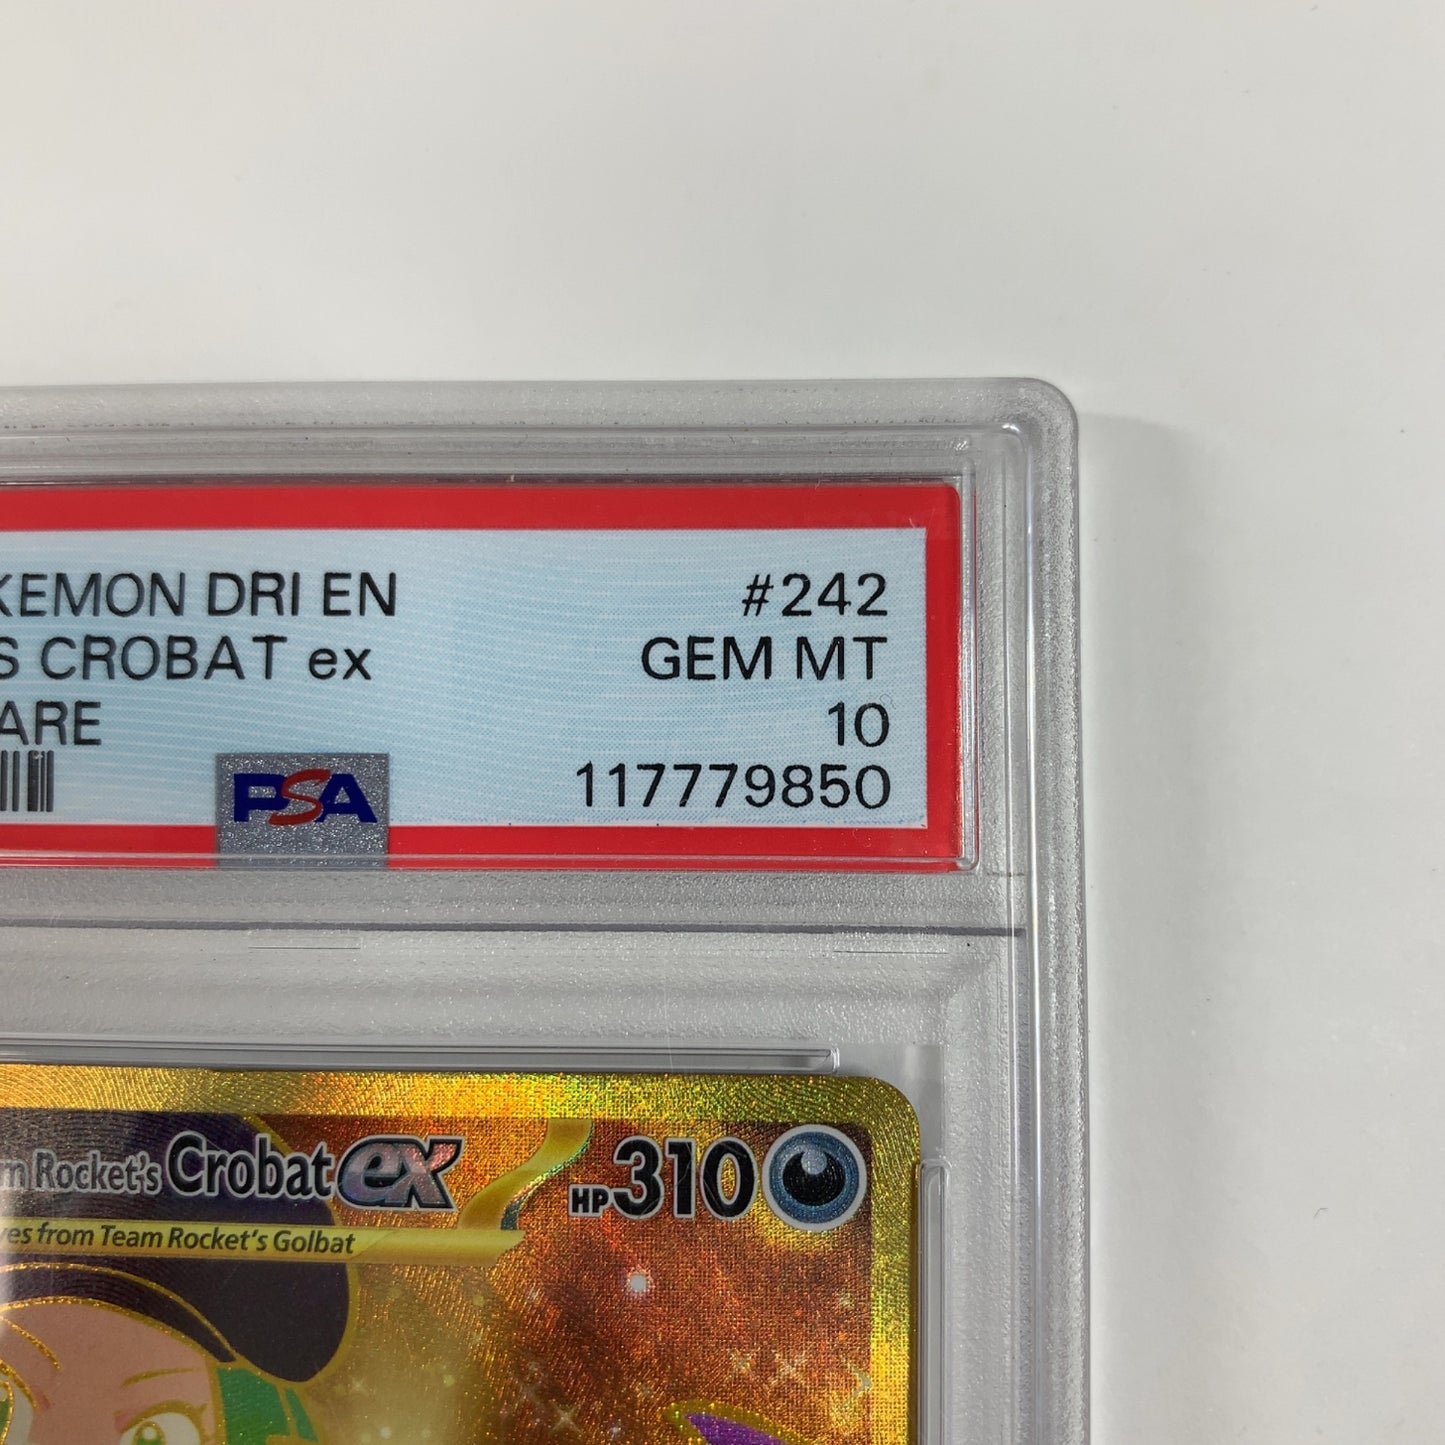 KEMON DRI EN #242
S CROBAT ex GEM MT
ARE 10
PSA 117779850
Rocket's Crobat ex HP 310
from Team Rocket's Golbat